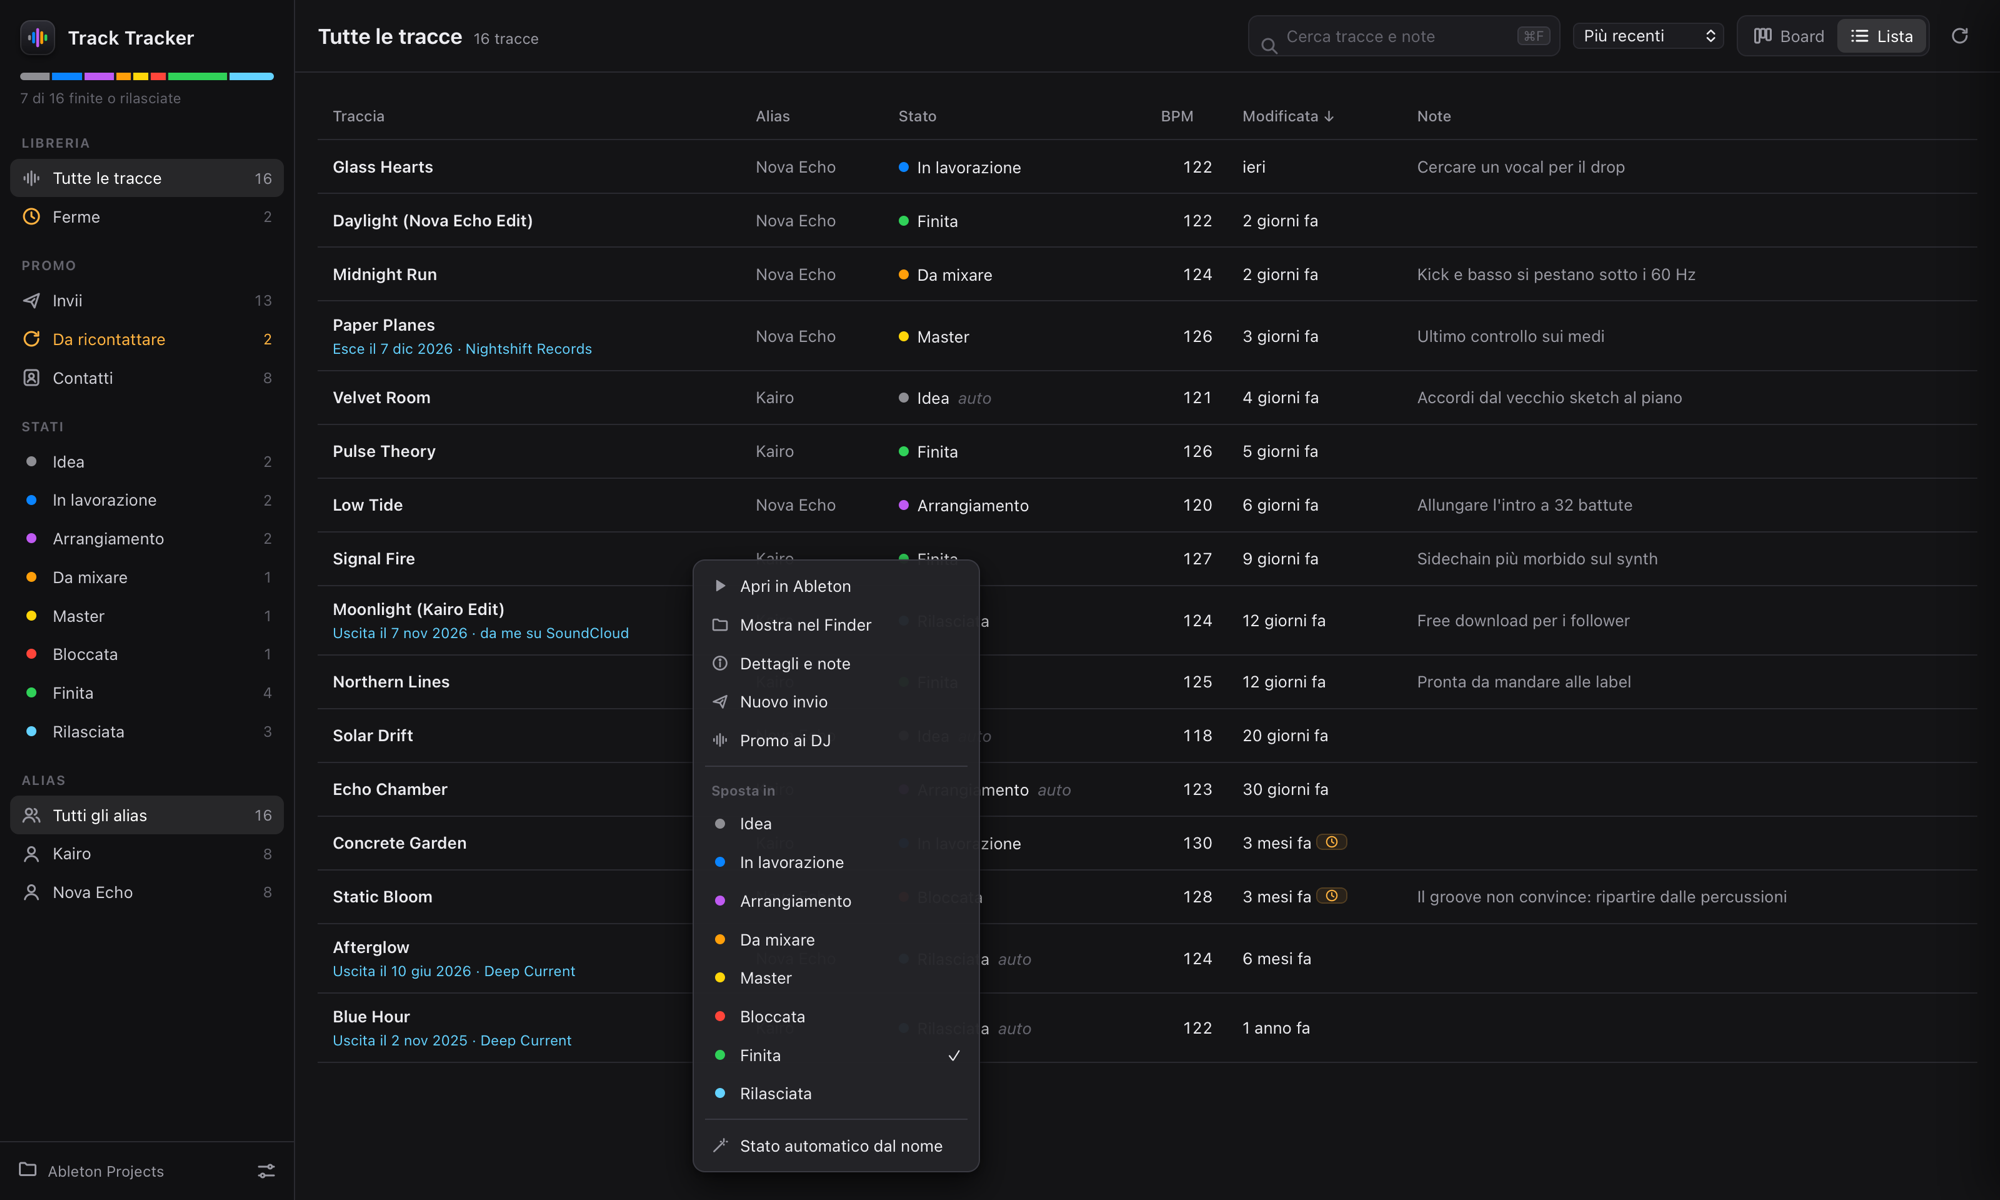 Track Tracker
7 di 16 finite o rilasciate
LIBRERIA
Tutte le tracce 16
Ferme 2
PROMO
Invii 13
Da ricontattare 2
Contatti 8
STATI
Idea 2
In lavorazione 2
Arrangiamento 2
Da mixare 1
Master 1
Bloccata 1
Finita 4
Rilasciata 3
ALIAS
Tutti gli alias 16
Kairo 8
Nova Echo 8
Ableton Projects
Tutte le tracce 16 tracce
Cerca tracce e note ⌘F
Più recenti
Board
Lista
Traccia Alias Stato BPM Modificata ↓ Note
Glass Hearts Nova Echo In lavorazione 122 ieri Cercare un vocal per il drop
Daylight (Nova Echo Edit) Nova Echo Finita 122 2 giorni fa
Midnight Run Nova Echo Da mixare 124 2 giorni fa Kick e basso si pestano sotto i 60 Hz
Paper Planes Nova Echo Master 126 3 giorni fa Ultimo controllo sui medi
Esce il 7 dic 2026 · Nightshift Records
Velvet Room Kairo Idea auto 121 4 giorni fa Accordi dal vecchio sketch al piano
Pulse Theory Kairo Finita 126 5 giorni fa
Low Tide Nova Echo Arrangiamento 120 6 giorni fa Allungare l'intro a 32 battute
Signal Fire Kairo Finita 127 9 giorni fa Sidechain più morbido sul synth
Moonlight (Kairo Edit) Rilasciata 124 12 giorni fa Free download per i follower
Uscita il 7 nov 2026 · da me su SoundCloud
Northern Lines Finita 125 12 giorni fa Pronta da mandare alle label
Solar Drift Idea auto 118 20 giorni fa
Echo Chamber Arrangiamento auto 123 30 giorni fa
Concrete Garden In lavorazione 130 3 mesi fa
Static Bloom Bloccata 128 3 mesi fa Il groove non convince: ripartire dalle percussioni
Afterglow Nova Echo Rilasciata auto 124 6 mesi fa
Uscita il 10 giu 2026 · Deep Current
Blue Hour Kairo Rilasciata auto 122 1 anno fa
Uscita il 2 nov 2025 · Deep Current
Apri in Ableton
Mostra nel Finder
Dettagli e note
Nuovo invio
Promo ai DJ
Sposta in
Idea
In lavorazione
Arrangiamento
Da mixare
Master
Bloccata
Finita
Rilasciata
Stato automatico dal nome